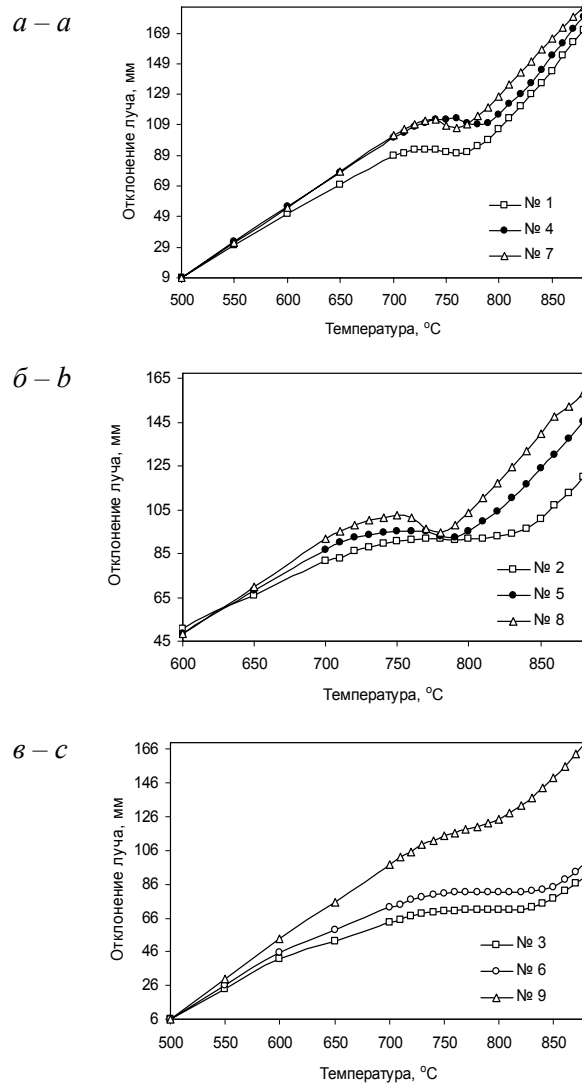 а – a
Отклонение луча, мм
169
149
129
109
89
69
49
29
9
500 550 600 650 700 750 800 850
Температура, °C
№ 1
№ 4
№ 7
б – b
Отклонение луча, мм
165
145
125
105
85
65
45
600 650 700 750 800 850
Температура, °C
№ 2
№ 5
№ 8
в – c
Отклонение луча, мм
166
146
126
106
86
66
46
26
6
500 550 600 650 700 750 800 850
Температура, °C
№ 3
№ 6
№ 9